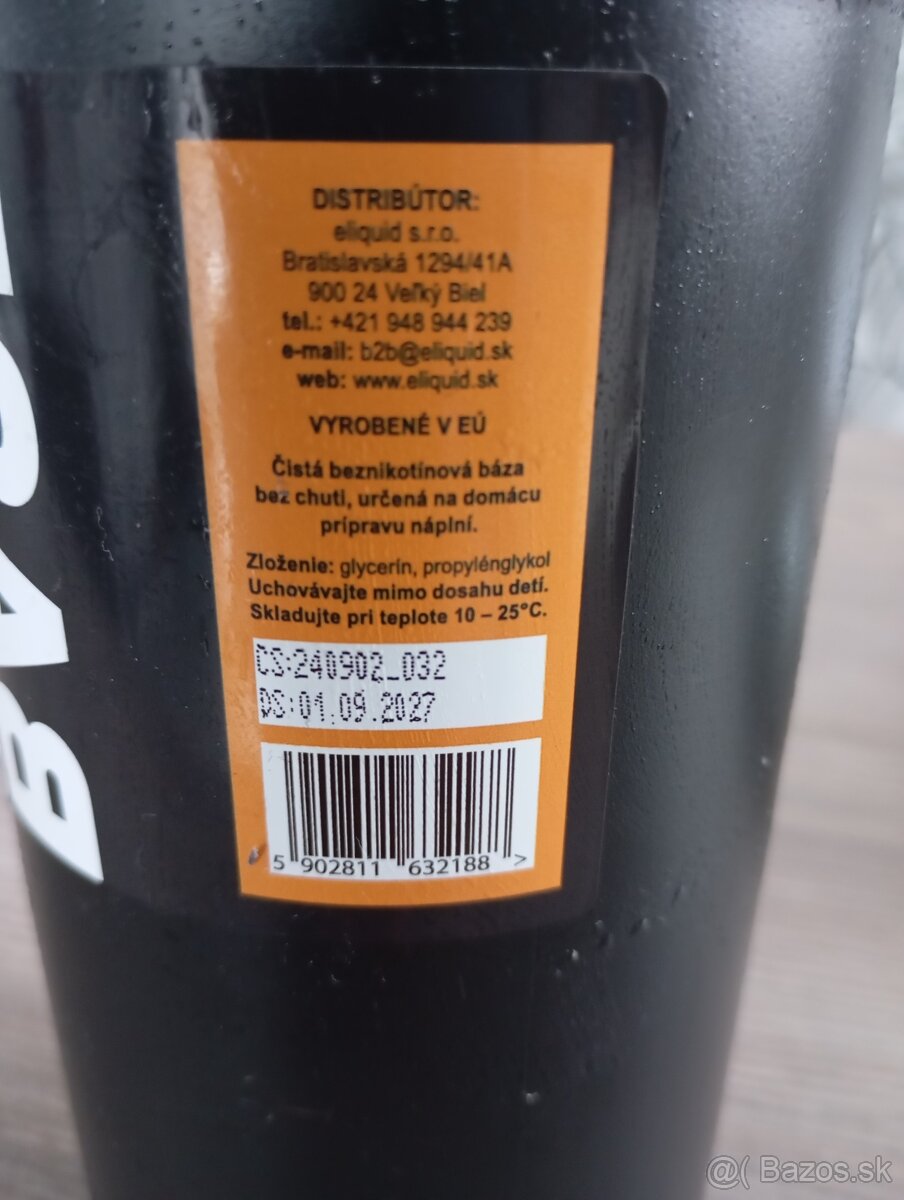 DISTRIBÚTOR:
eliquid s.r.o.
Bratislavská 1294/41A
900 24 Veľký Biel
tel.: +421 948 944 239
e-mail: b2b@eliquid.sk
web: www.eliquid.sk
VYROBENÉ V EÚ
Čistá beznikotínová báza
bez chuti, určená na domácu
prípravu náplní.
Zloženie: glycerín, propylénglykol
Uchovávajte mimo dosahu detí.
Skladujte pri teplote 10 – 25°C.
ČS:240902_032
DS:01.09.2027
5 902811 632188 >
@( Bazos.sk